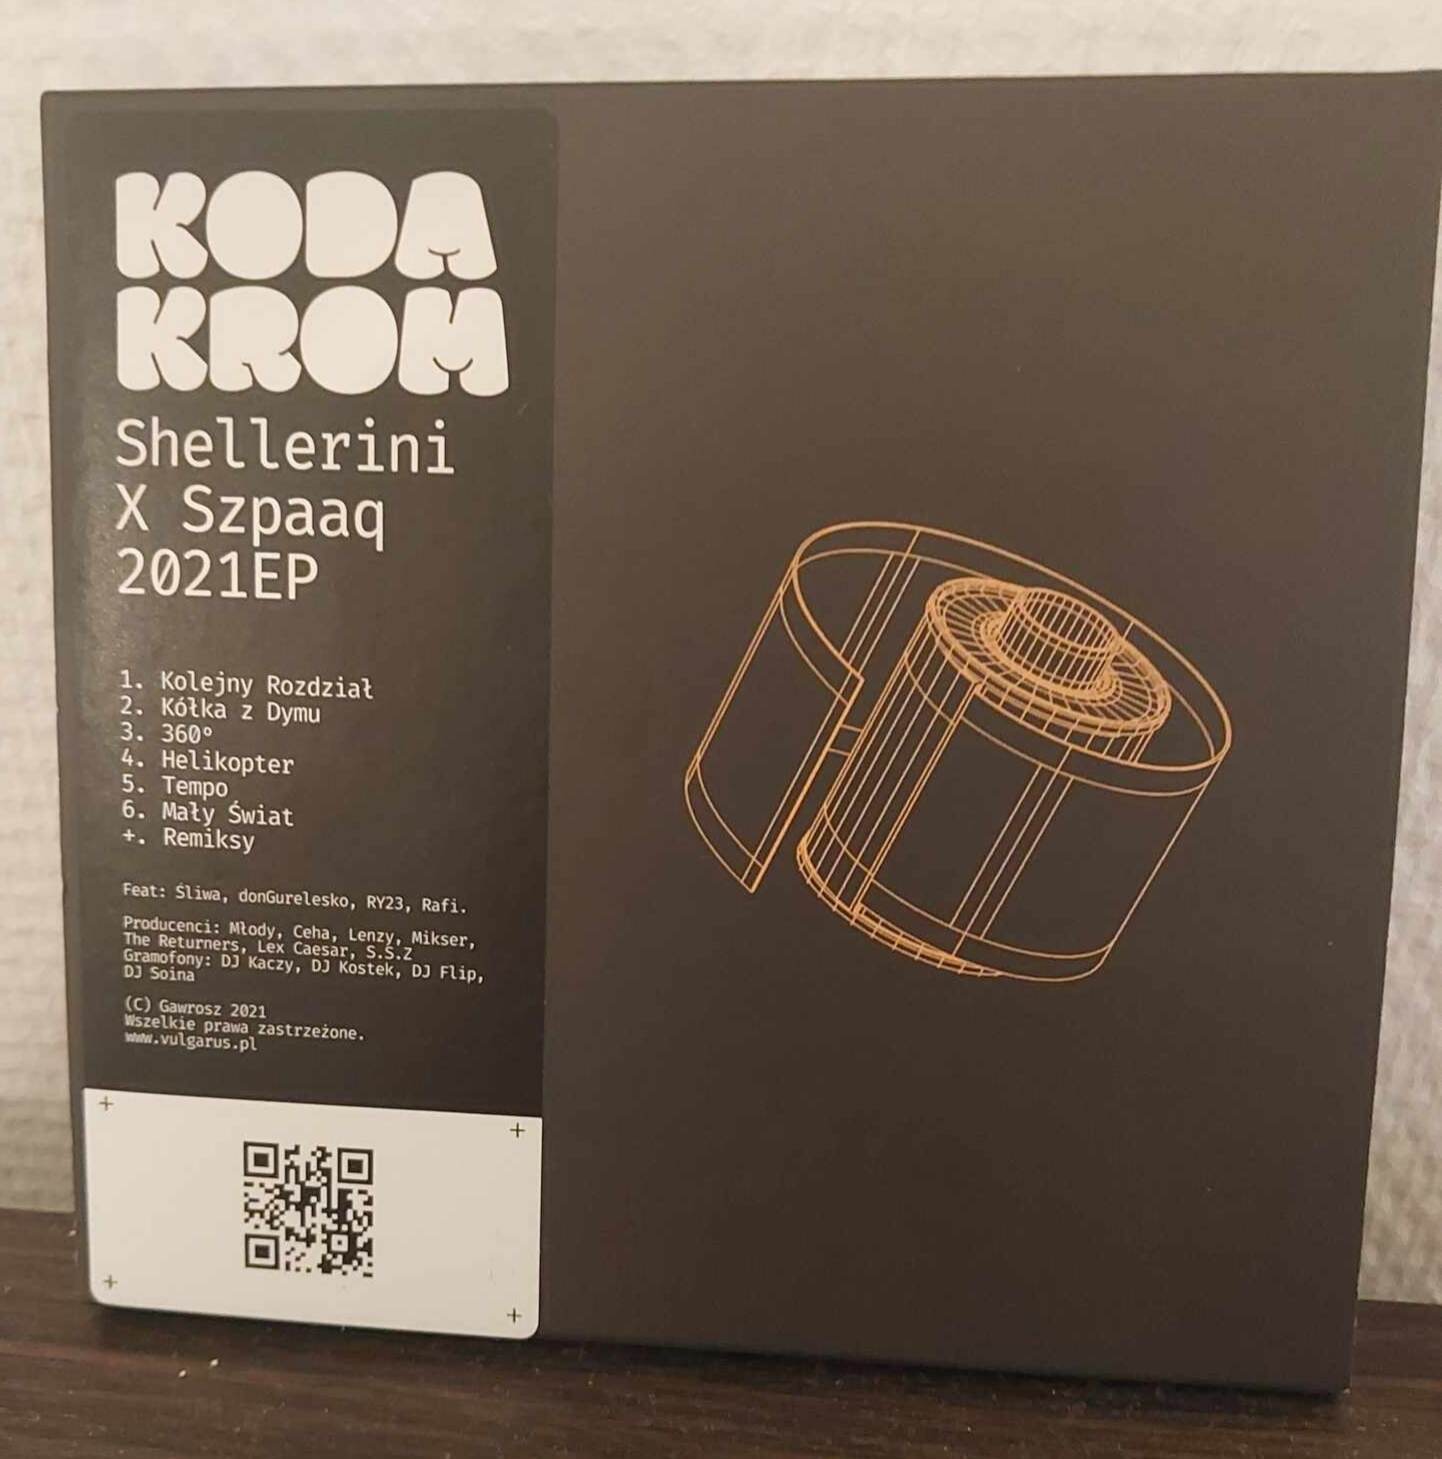 KODA
KROM
Shellerini
X Szpaaq
2021EP
1. Kolejny Rozdział
2. Kółka z Dymu
3. 360°
4. Helikopter
5. Tempo
6. Mały Świat
+. Remiksy
Feat: Śliwa, donGurelesko, RY23, Rafi.
Producenci: Młody, Ceha, Lenzy, Mikser,
The Returners, Lex Caesar, S.S.Z
Gramofony: DJ Kaczy, DJ Kostek, DJ Flip,
DJ Soina
(C) Gawrosz 2021
Wszelkie prawa zastrzeżone.
www.vulgarus.pl